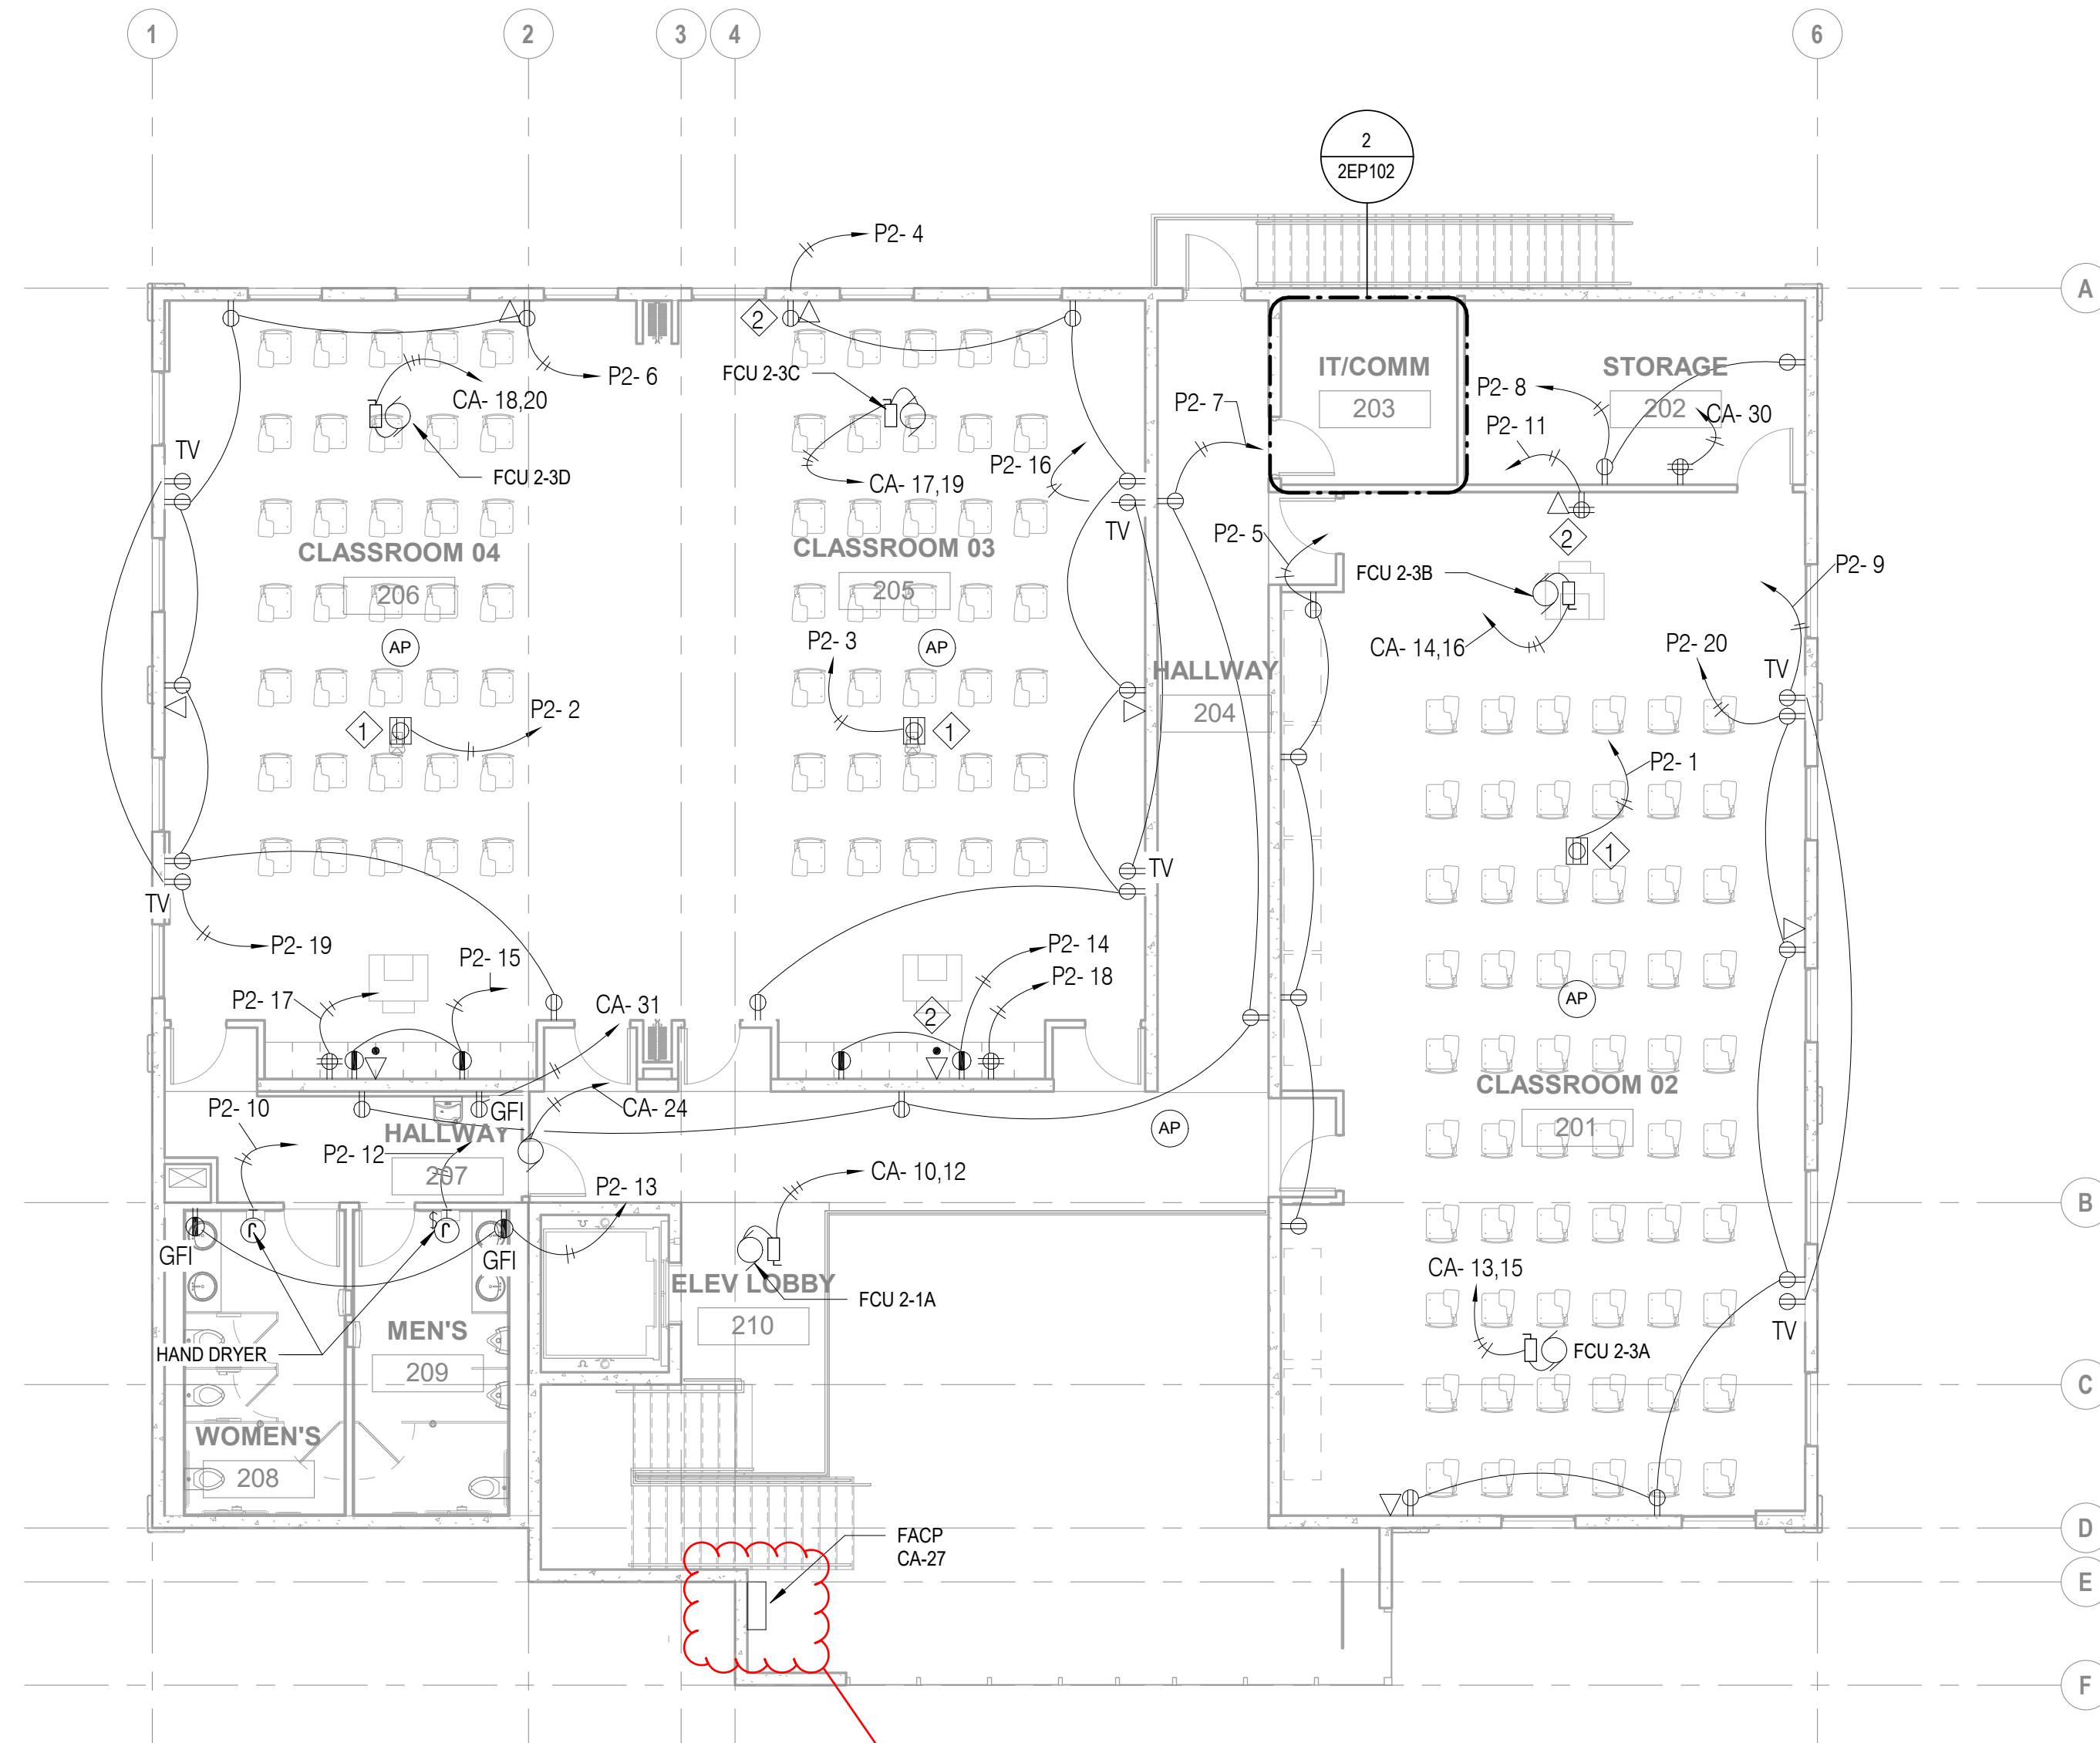 1
2
3
4
6
2
2EP102
P2- 4
A
2
FCU 2-3C
P2- 6
CA- 18,20
FCU 2-3D
TV
IT/COMM
203
STORAGE
202
P2- 8
CA- 30
P2- 7
P2- 11
P2- 16
CA- 17,19
TV
P2- 5
2
CLASSROOM 04
206
CLASSROOM 03
205
FCU 2-3B
P2- 9
AP
P2- 3
AP
CA- 14,16
P2- 20
TV
HALLWAY
204
1
P2- 2
1
P2- 1
1
TV
TV
P2- 19
P2- 15
P2- 14
P2- 18
P2- 17
CA- 31
2
AP
CLASSROOM 02
201
P2- 10
GFI
CA- 24
AP
HALLWAY
207
P2- 12
P2- 13
CA- 10,12
B
GFI
GFI
ELEV LOBBY
210
FCU 2-1A
CA- 13,15
FCU 2-3A
TV
HAND DRYER
MEN'S
209
C
WOMEN'S
208
FACP
CA-27
D
E
F